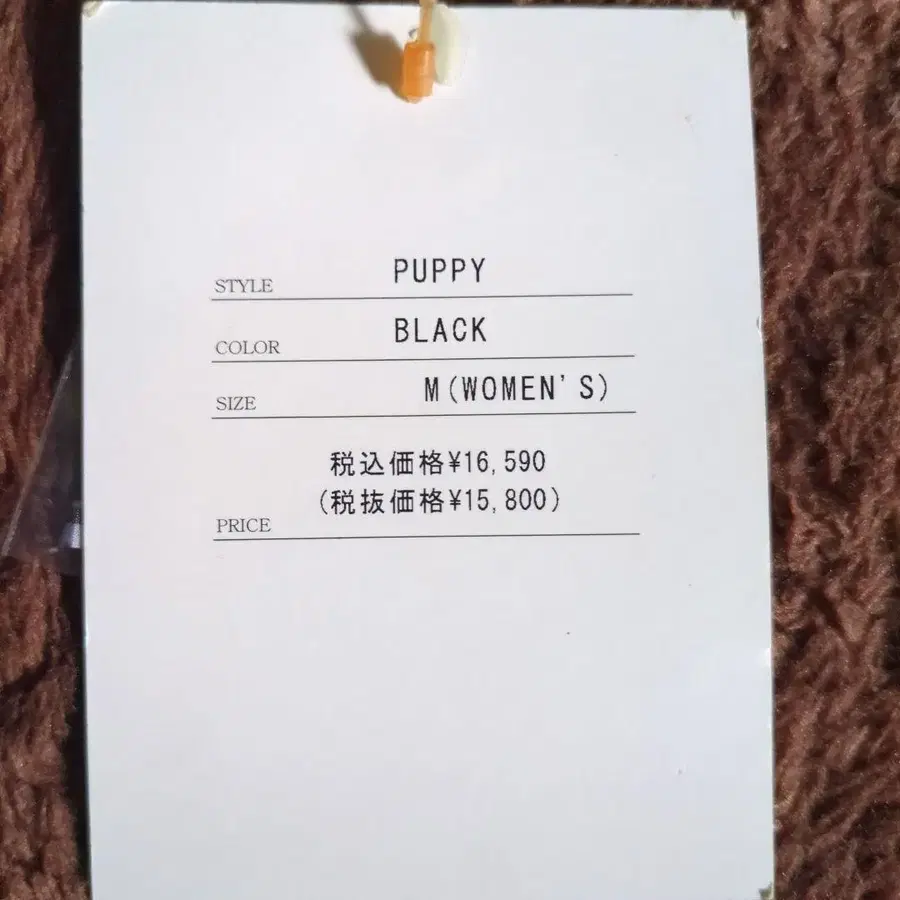 STYLE PUPPY
COLOR BLACK
SIZE M(WOMEN'S)
税込価格¥16,590
(税抜価格¥15,800)
PRICE